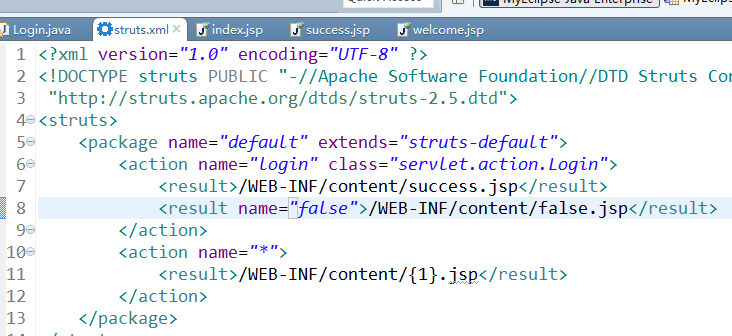 MyEclipse Java Enterprise
Login.java struts.xml index.jsp success.jsp welcome.jsp
1 <?xml version="1.0" encoding="UTF-8" ?>
2 <!DOCTYPE struts PUBLIC "-//Apache Software Foundation//DTD Struts Con
3 "http://struts.apache.org/dtds/struts-2.5.dtd">
4 <struts>
5 <package name="default" extends="struts-default">
6 <action name="login" class="servlet.action.Login">
7 <result>/WEB-INF/content/success.jsp</result>
8 <result name="false">/WEB-INF/content/false.jsp</result>
9 </action>
10 <action name="*">
11 <result>/WEB-INF/content/{1}.jsp</result>
12 </action>
13 </package>